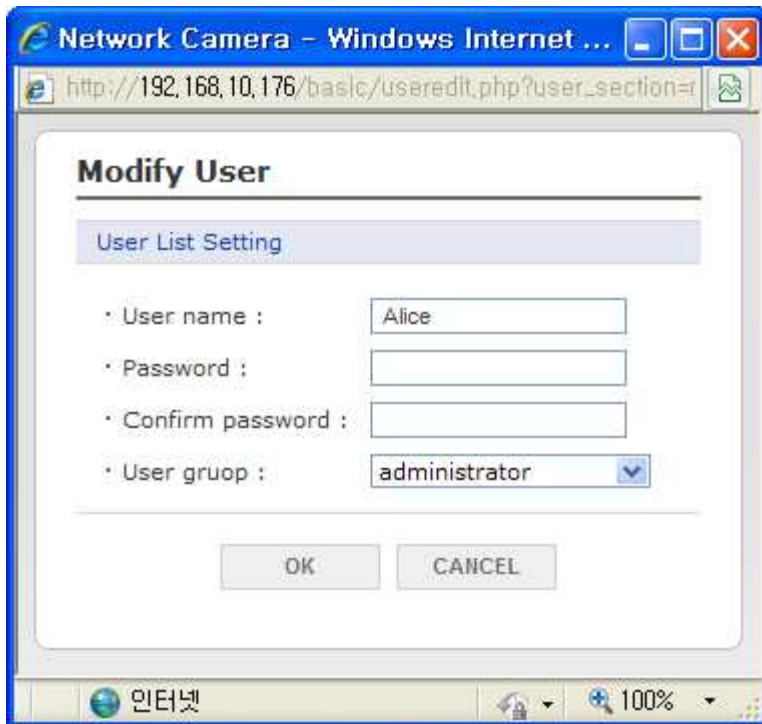 Network Camera - Windows Internet ...
http://192,168,10,176/basic/useredit.php?user_section=
Modify User
User List Setting
· User name : Alice
· Password :
· Confirm password :
· User gruop : administrator
OK CANCEL
인터넷 100%